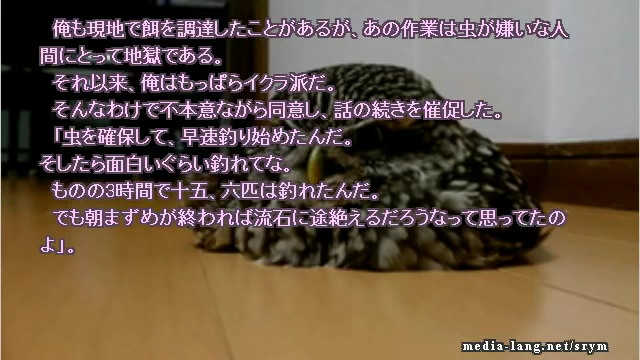 俺も現地で餌を調達したことがあるが、あの作業は虫が嫌いな人
間にとって地獄である。
それ以来、俺はもっぱらイクラ派だ。
そんなわけで不本意ながら同意し、話の続きを催促した。
「虫を確保して、早速釣り始めたんだ。
そしたら面白いぐらい釣れてな。
ものの3時間で十五、六匹は釣れたんだ。
でも朝まずめが終われば流石に途絶えるだろうなって思ってたの
よ」。
media-lang.net/srym